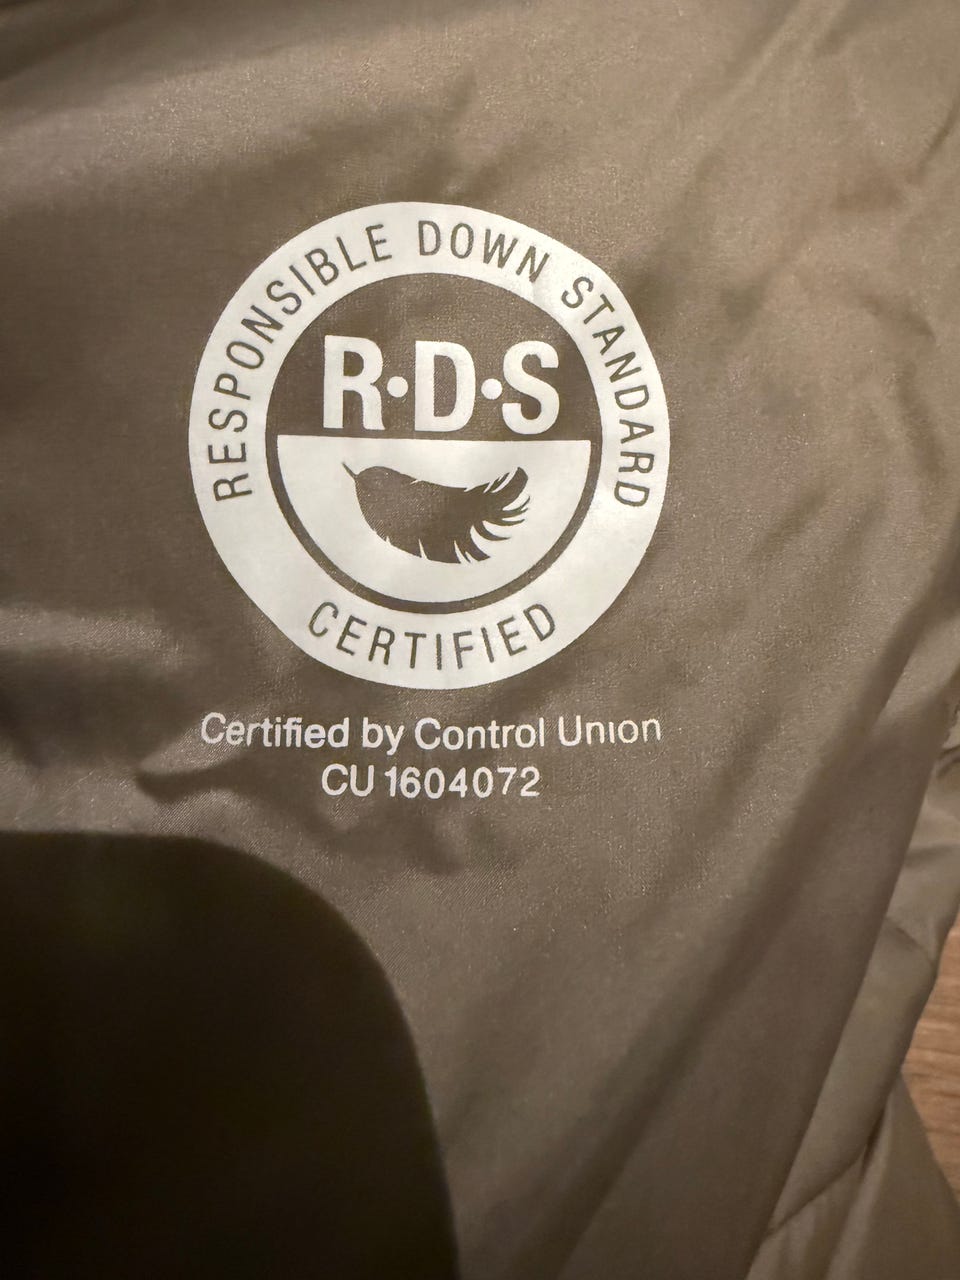 RESPONSIBLE DOWN STANDARD
R·D·S
CERTIFIED
Certified by Control Union
CU 1604072